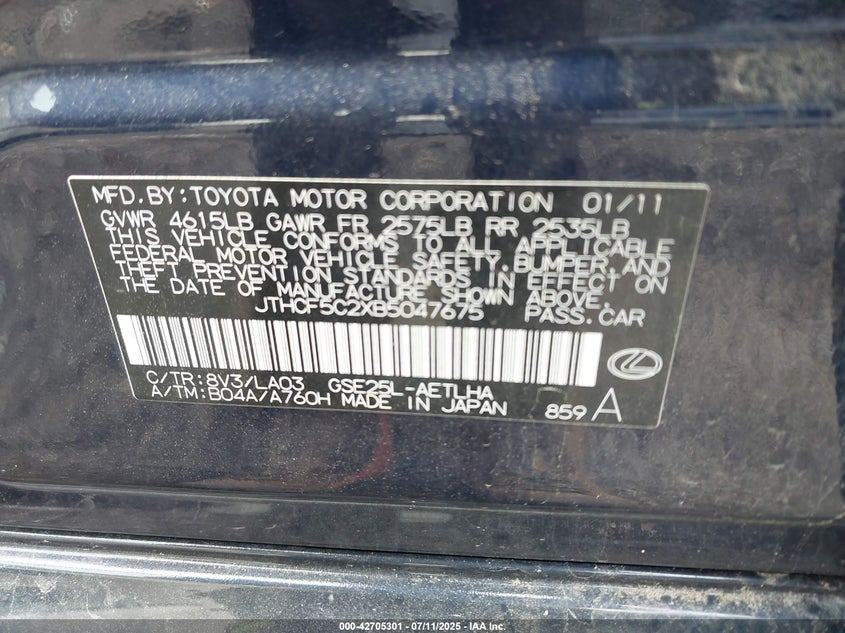 MFD.BY:TOYOTA MOTOR CORPORATION 01/11
GVWR 4615LB GAWR FR 2575LB RR 2535LB
THIS VEHICLE CONFORMS TO ALL APPLICABLE
FEDERAL MOTOR VEHICLE SAFETY,BUMPER,AND
THEFT PREVENTION STANDARDS IN EFFECT ON
THE DATE OF MANUFACTURE SHOWN ABOVE.
JTHCF5C2XB5047675 PASS.CAR
C/TR:8V3/LA03 GSE25L-AETLHA
A/TM:B04A/A760H MADE IN JAPAN 859 A
000-42705301 - 07/11/2025 - IAA Inc.